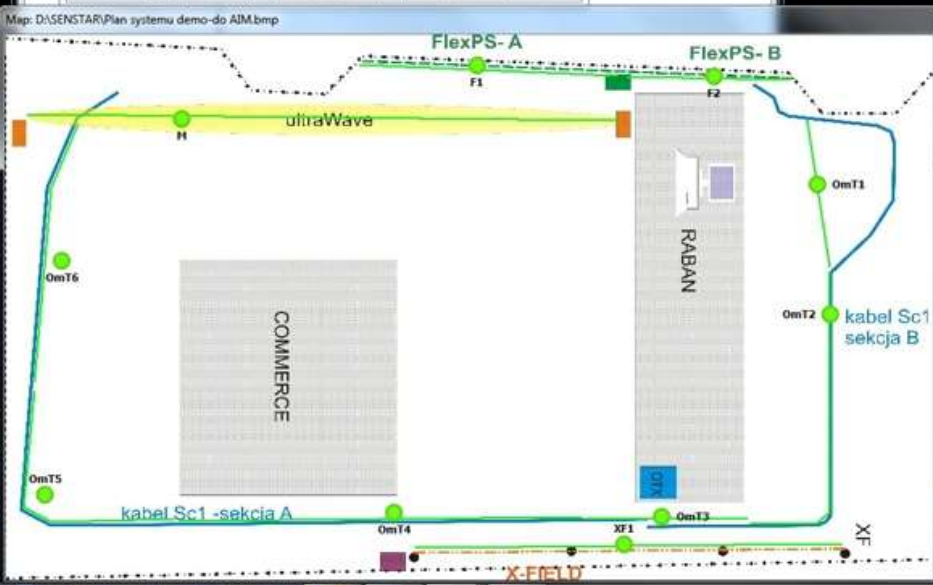 Map: D:\SENSTAR\Plan systemu demo-do AIM.bmp
FlexPS- A
FlexPS- B
F1
F2
ultraWave
M
OmT1
RABAN
OmT6
OmT2
kabel Sc1
sekcja B
COMMERCE
OmT5
OTX
kabel Sc1 -sekcja A
OmT4
OmT3
XF1
XF
X-FIELD